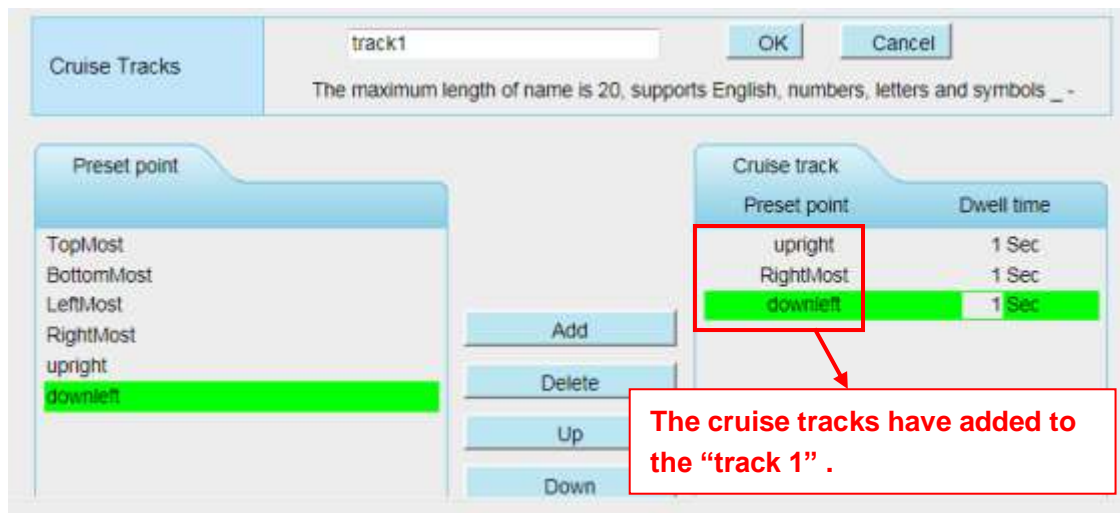 track1
OK
Cancel
Cruise Tracks
The maximum length of name is 20, supports English, numbers, letters and symbols _ -
Preset point
Cruise track
Preset point
Dwell time
TopMost
BottomMost
LeftMost
RightMost
upright
downleft
Add
Delete
Up
Down
upright 1 Sec
RightMost 1 Sec
downleft 1 Sec
The cruise tracks have added to
the “track 1” .